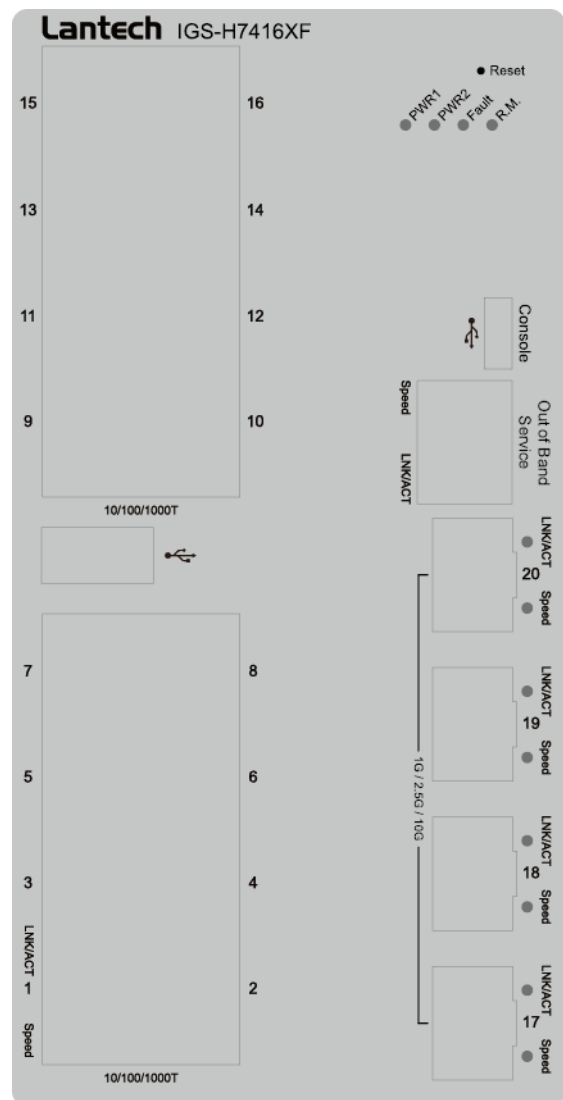 Lantech IGS-H7416XF
Reset
PWR1 PWR2 Fault R.M.
15 16
13 14
11 12
9 10
10/100/1000T
Console
Out of Band
Service
Speed
LNK/ACT
LNK/ACT
20
Speed
LNK/ACT
19
Speed
1G / 2.5G / 10G
LNK/ACT
18
Speed
LNK/ACT
17
Speed
7 8
5 6
3 4
LNK/ACT
1 2
Speed
10/100/1000T